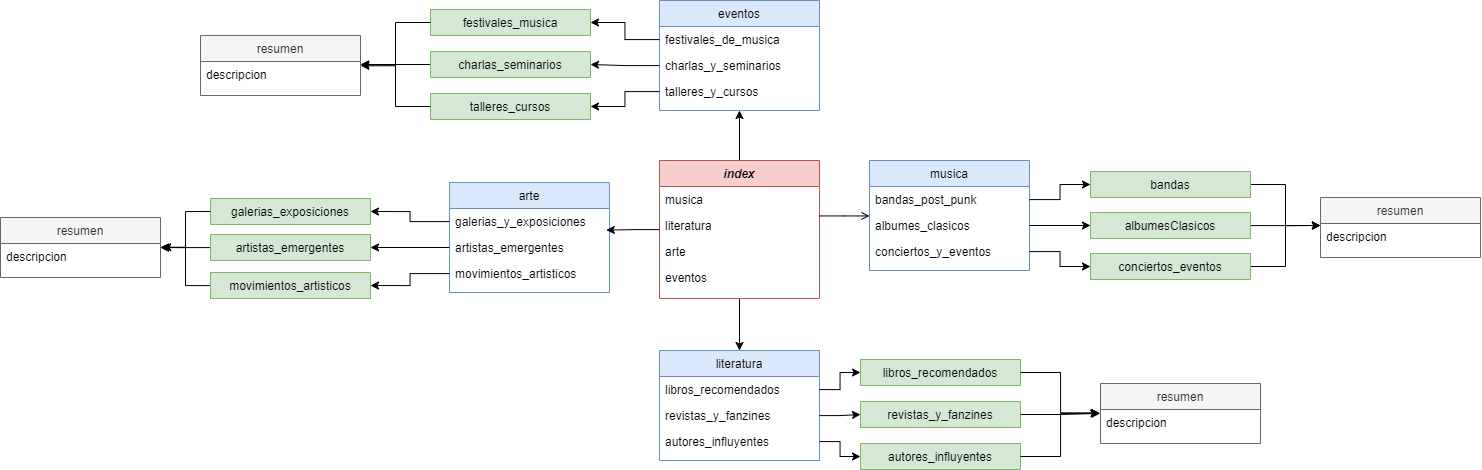 eventos
festivales_de_musica
charlas_y_seminarios
talleres_y_cursos
festivales_musica
charlas_seminarios
talleres_cursos
resumen
descripcion
index
musica
literatura
arte
eventos
musica
bandas_post_punk
albumes_clasicos
conciertos_y_eventos
bandas
albumesClasicos
conciertos_eventos
resumen
descripcion
arte
galerias_y_exposiciones
artistas_emergentes
movimientos_artisticos
galerias_exposiciones
artistas_emergentes
movimientos_artisticos
resumen
descripcion
literatura
libros_recomendados
revistas_y_fanzines
autores_influyentes
libros_recomendados
revistas_y_fanzines
autores_influyentes
resumen
descripcion